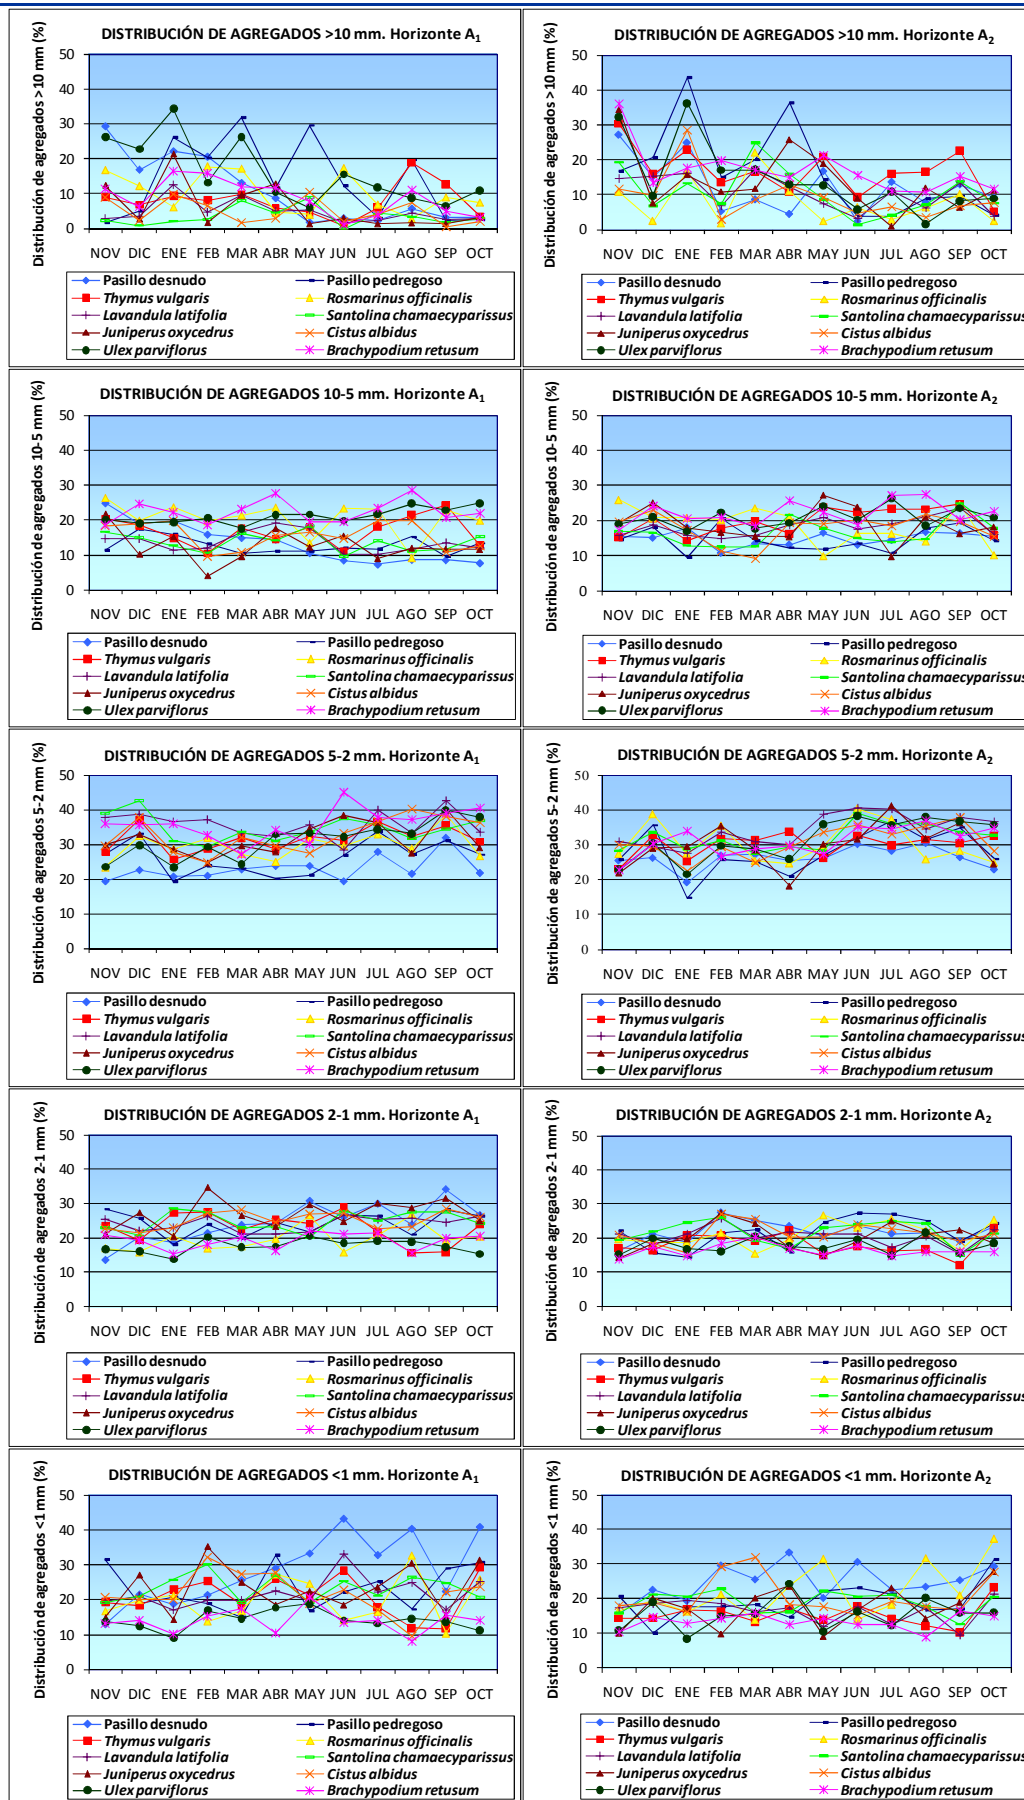 DISTRIBUCIÓN DE AGREGADOS >10 mm. Horizonte A1
Distribución de agregados >10 mm (%)
50
40
30
20
10
0
NOV DIC ENE FEB MAR ABR MAY JUN JUL AGO SEP OCT
Pasillo desnudo Pasillo pedregoso
Thymus vulgaris Rosmarinus officinalis
Lavandula latifolia Santolina chamaecyparissus
Juniperus oxycedrus Cistus albidus
Ulex parviflorus Brachypodium retusum
DISTRIBUCIÓN DE AGREGADOS >10 mm. Horizonte A2
Distribución de agregados >10 mm (%)
50
40
30
20
10
0
NOV DIC ENE FEB MAR ABR MAY JUN JUL AGO SEP OCT
Pasillo desnudo Pasillo pedregoso
Thymus vulgaris Rosmarinus officinalis
Lavandula latifolia Santolina chamaecyparissus
Juniperus oxycedrus Cistus albidus
Ulex parviflorus Brachypodium retusum
DISTRIBUCIÓN DE AGREGADOS 10-5 mm. Horizonte A1
Distribución de agregados 10-5 mm (%)
50
40
30
20
10
0
NOV DIC ENE FEB MAR ABR MAY JUN JUL AGO SEP OCT
Pasillo desnudo Pasillo pedregoso
Thymus vulgaris Rosmarinus officinalis
Lavandula latifolia Santolina chamaecyparissus
Juniperus oxycedrus Cistus albidus
Ulex parviflorus Brachypodium retusum
DISTRIBUCIÓN DE AGREGADOS 10-5 mm. Horizonte A2
Distribución de agregados 10-5 mm (%)
50
40
30
20
10
0
NOV DIC ENE FEB MAR ABR MAY JUN JUL AGO SEP OCT
Pasillo desnudo Pasillo pedregoso
Thymus vulgaris Rosmarinus officinalis
Lavandula latifolia Santolina chamaecyparissus
Juniperus oxycedrus Cistus albidus
Ulex parviflorus Brachypodium retusum
DISTRIBUCIÓN DE AGREGADOS 5-2 mm. Horizonte A1
Distribución de agregados 5-2 mm (%)
50
40
30
20
10
0
NOV DIC ENE FEB MAR ABR MAY JUN JUL AGO SEP OCT
Pasillo desnudo Pasillo pedregoso
Thymus vulgaris Rosmarinus officinalis
Lavandula latifolia Santolina chamaecyparissus
Juniperus oxycedrus Cistus albidus
Ulex parviflorus Brachypodium retusum
DISTRIBUCIÓN DE AGREGADOS 5-2 mm. Horizonte A2
Distribución de agregados 5-2 mm (%)
50
40
30
20
10
0
NOV DIC ENE FEB MAR ABR MAY JUN JUL AGO SEP OCT
Pasillo desnudo Pasillo pedregoso
Thymus vulgaris Rosmarinus officinalis
Lavandula latifolia Santolina chamaecyparissus
Juniperus oxycedrus Cistus albidus
Ulex parviflorus Brachypodium retusum
DISTRIBUCIÓN DE AGREGADOS 2-1 mm. Horizonte A1
Distribución de agregados 2-1 mm (%)
50
40
30
20
10
0
NOV DIC ENE FEB MAR ABR MAY JUN JUL AGO SEP OCT
Pasillo desnudo Pasillo pedregoso
Thymus vulgaris Rosmarinus officinalis
Lavandula latifolia Santolina chamaecyparissus
Juniperus oxycedrus Cistus albidus
Ulex parviflorus Brachypodium retusum
DISTRIBUCIÓN DE AGREGADOS 2-1 mm. Horizonte A2
Distribución de agregados 2-1 mm (%)
50
40
30
20
10
0
NOV DIC ENE FEB MAR ABR MAY JUN JUL AGO SEP OCT
Pasillo desnudo Pasillo pedregoso
Thymus vulgaris Rosmarinus officinalis
Lavandula latifolia Santolina chamaecyparissus
Juniperus oxycedrus Cistus albidus
Ulex parviflorus Brachypodium retusum
DISTRIBUCIÓN DE AGREGADOS <1 mm. Horizonte A1
Distribución de agregados <1 mm (%)
50
40
30
20
10
0
NOV DIC ENE FEB MAR ABR MAY JUN JUL AGO SEP OCT
Pasillo desnudo Pasillo pedregoso
Thymus vulgaris Rosmarinus officinalis
Lavandula latifolia Santolina chamaecyparissus
Juniperus oxycedrus Cistus albidus
Ulex parviflorus Brachypodium retusum
DISTRIBUCIÓN DE AGREGADOS <1 mm. Horizonte A2
Distribución de agregados <1 mm (%)
50
40
30
20
10
0
NOV DIC ENE FEB MAR ABR MAY JUN JUL AGO SEP OCT
Pasillo desnudo Pasillo pedregoso
Thymus vulgaris Rosmarinus officinalis
Lavandula latifolia Santolina chamaecyparissus
Juniperus oxycedrus Cistus albidus
Ulex parviflorus Brachypodium retusum